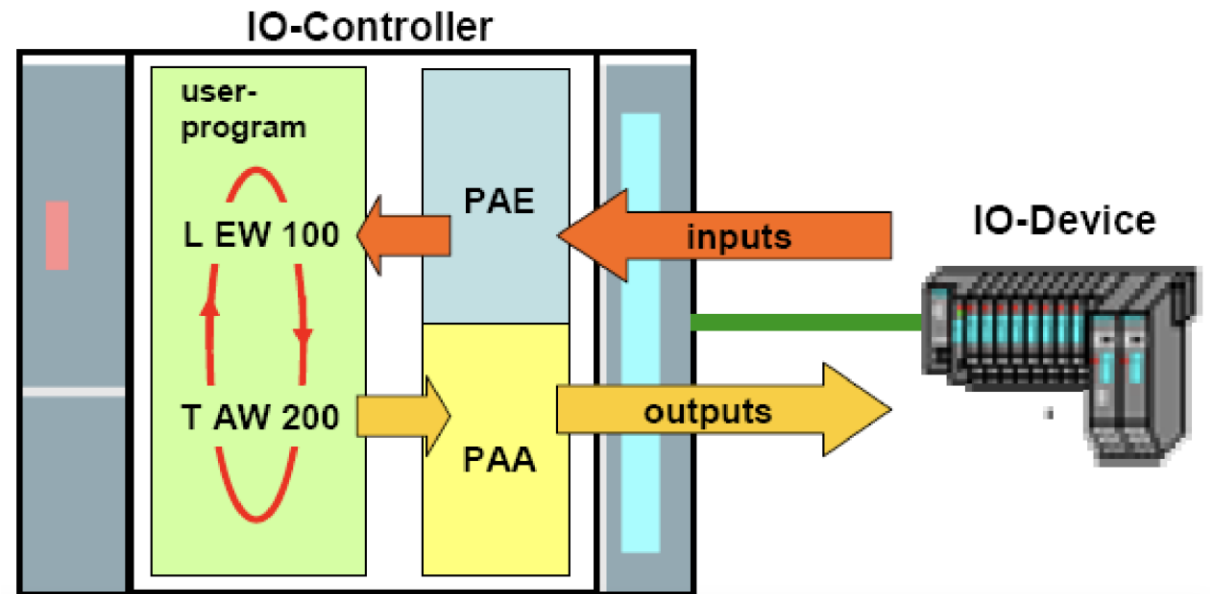 IO-Controller
user-
program
L EW 100
T AW 200
PAE
PAA
inputs
outputs
IO-Device